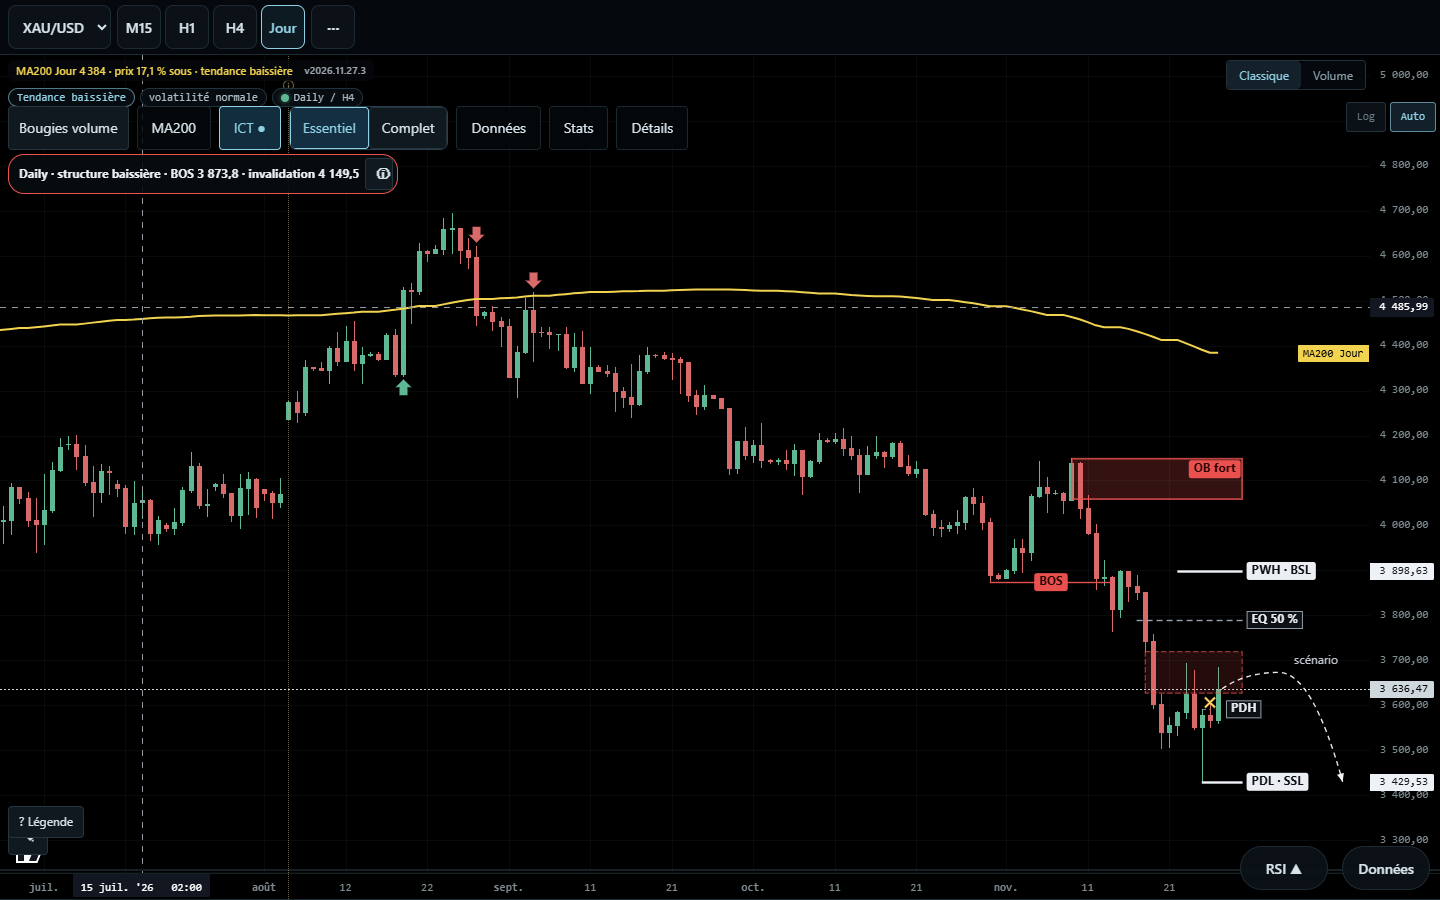 XAU/USD M15 H1 H4 Jour ---
MA200 Jour 4 384 · prix 17,1 % sous · tendance baissière v2026.11.27.3
Tendance baissière volatilité normale Daily / H4
Classique Volume
Bougies volume MA200 ICT Essentiel Complet Données Stats Détails
Log Auto
Daily · structure baissière · BOS 3 873,8 · invalidation 4 149,5
5 000,00
4 800,00
4 700,00
4 600,00
4 485,99
MA200 Jour
4 400,00
4 300,00
4 200,00
OB fort
4 100,00
4 000,00
PWH · BSL 3 898,63
BOS
3 800,00
EQ 50 %
scénario
3 700,00
3 636,47
3 600,00
PDH
3 500,00
PDL · SSL 3 429,53
3 400,00
? Légende
3 300,00
RSI ▲ Données
juil. 15 juil. '26 02:00 août 12 22 sept. 11 21 oct. 11 21 nov. 11 21